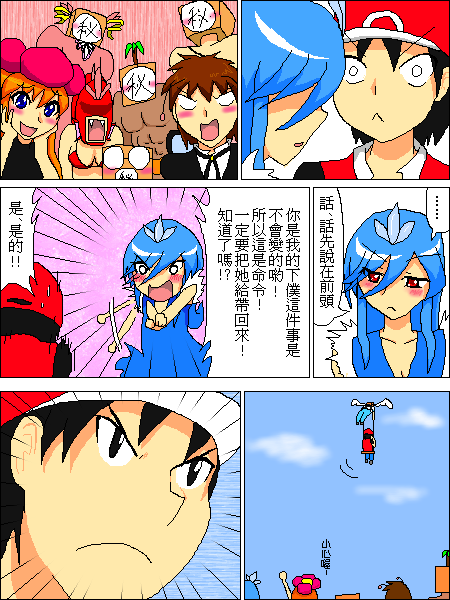 秘
秘
秘
……
話、話先說在前頭
你是我的下僕這件事是
不會變的喲！
所以這是命令！
一定要把她給帶回來！
知道了嗎!?
是、是的!!
小心喔~